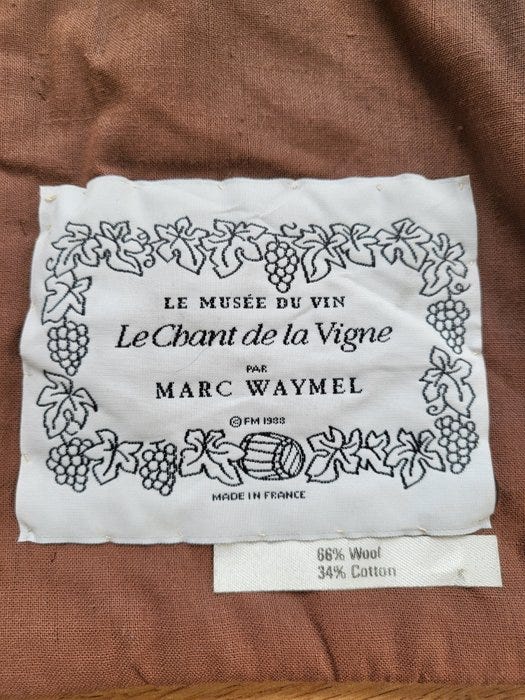 LE MUSÉE DU VIN
Le Chant de la Vigne
PAR
MARC WAYMEL
© FM 1988
MADE IN FRANCE
66% Wool
34% Cotton